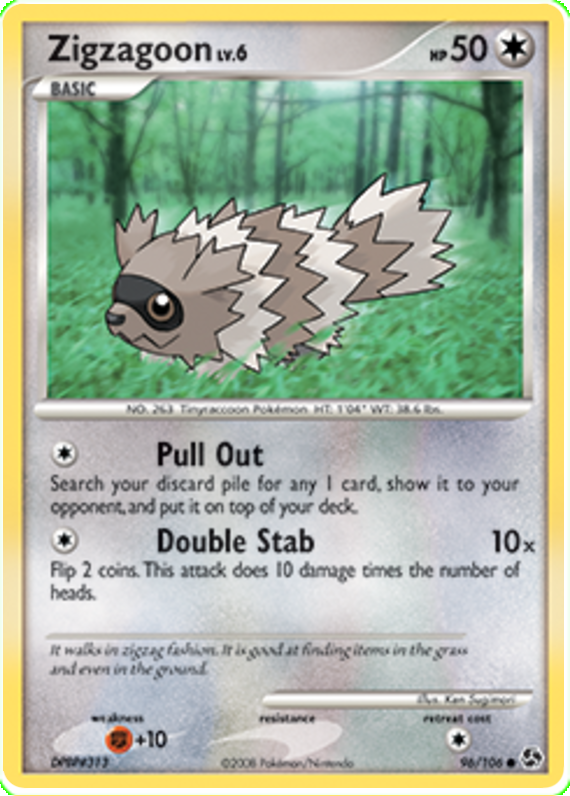 Zigzagoon LV.6 HP 50
BASIC
NO. 263 Tinyraccoon Pokémon HT: 1'04" WT: 38.6 lbs.
Pull Out
Search your discard pile for any 1 card, show it to your
opponent, and put it on top of your deck.
Double Stab 10x
Flip 2 coins. This attack does 10 damage times the number of
heads.
It walks in zigzag fashion. It is good at finding items in the grass
and even in the ground.
Illus. Ken Sugimori
weakness resistance retreat cost
+10
DPBP#313 ©2008 Pokémon/Nintendo 96/106